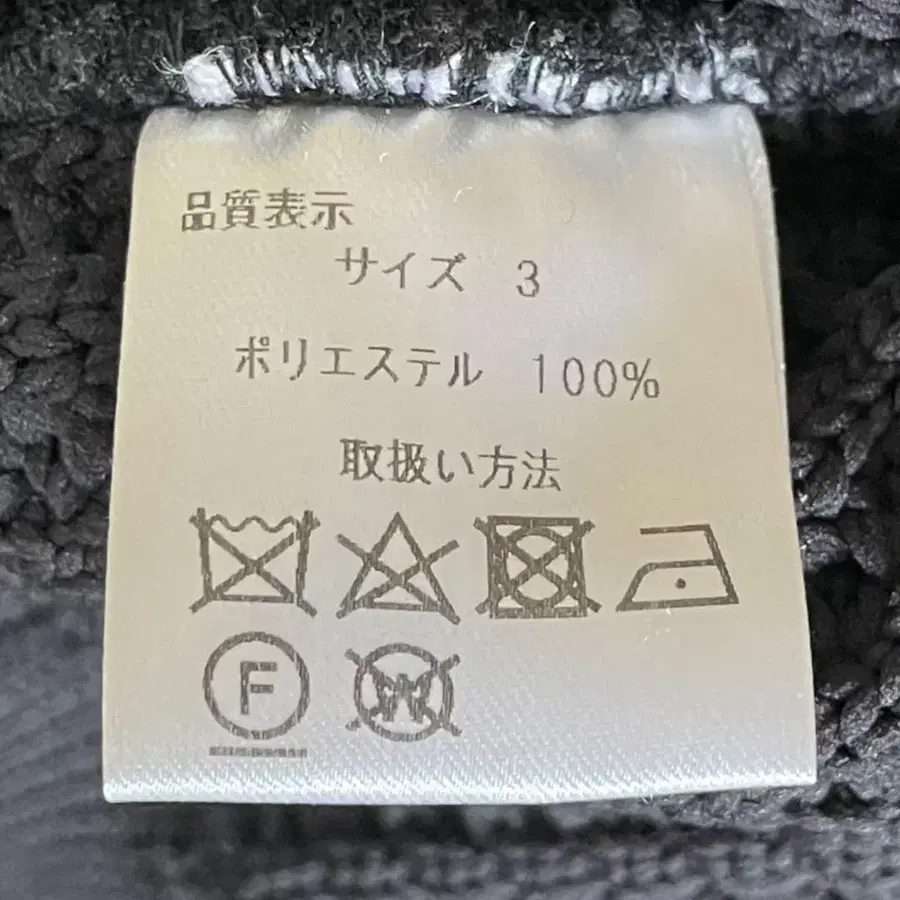 品質表示
サイズ 3
ポリエステル 100%
取扱い方法
F
W